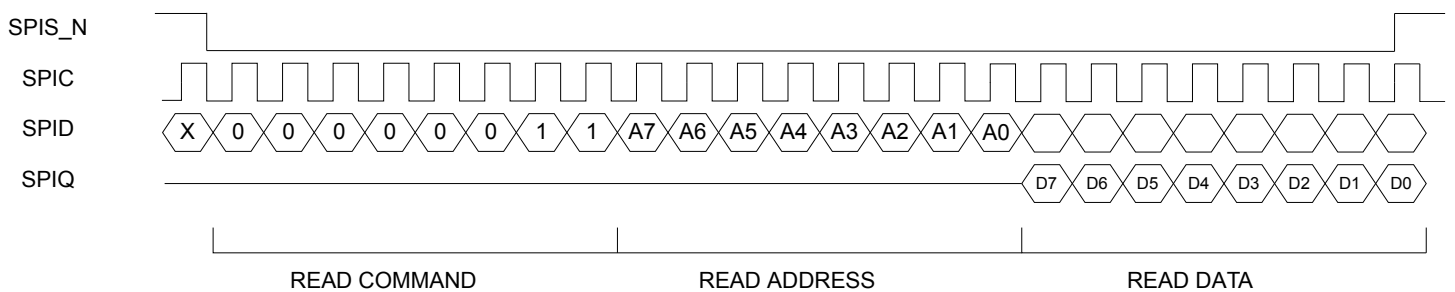 SPIS_N
SPIC
SPID X 0 0 0 0 0 0 1 1 A7 A6 A5 A4 A3 A2 A1 A0
SPIQ D7 D6 D5 D4 D3 D2 D1 D0
READ COMMAND READ ADDRESS READ DATA